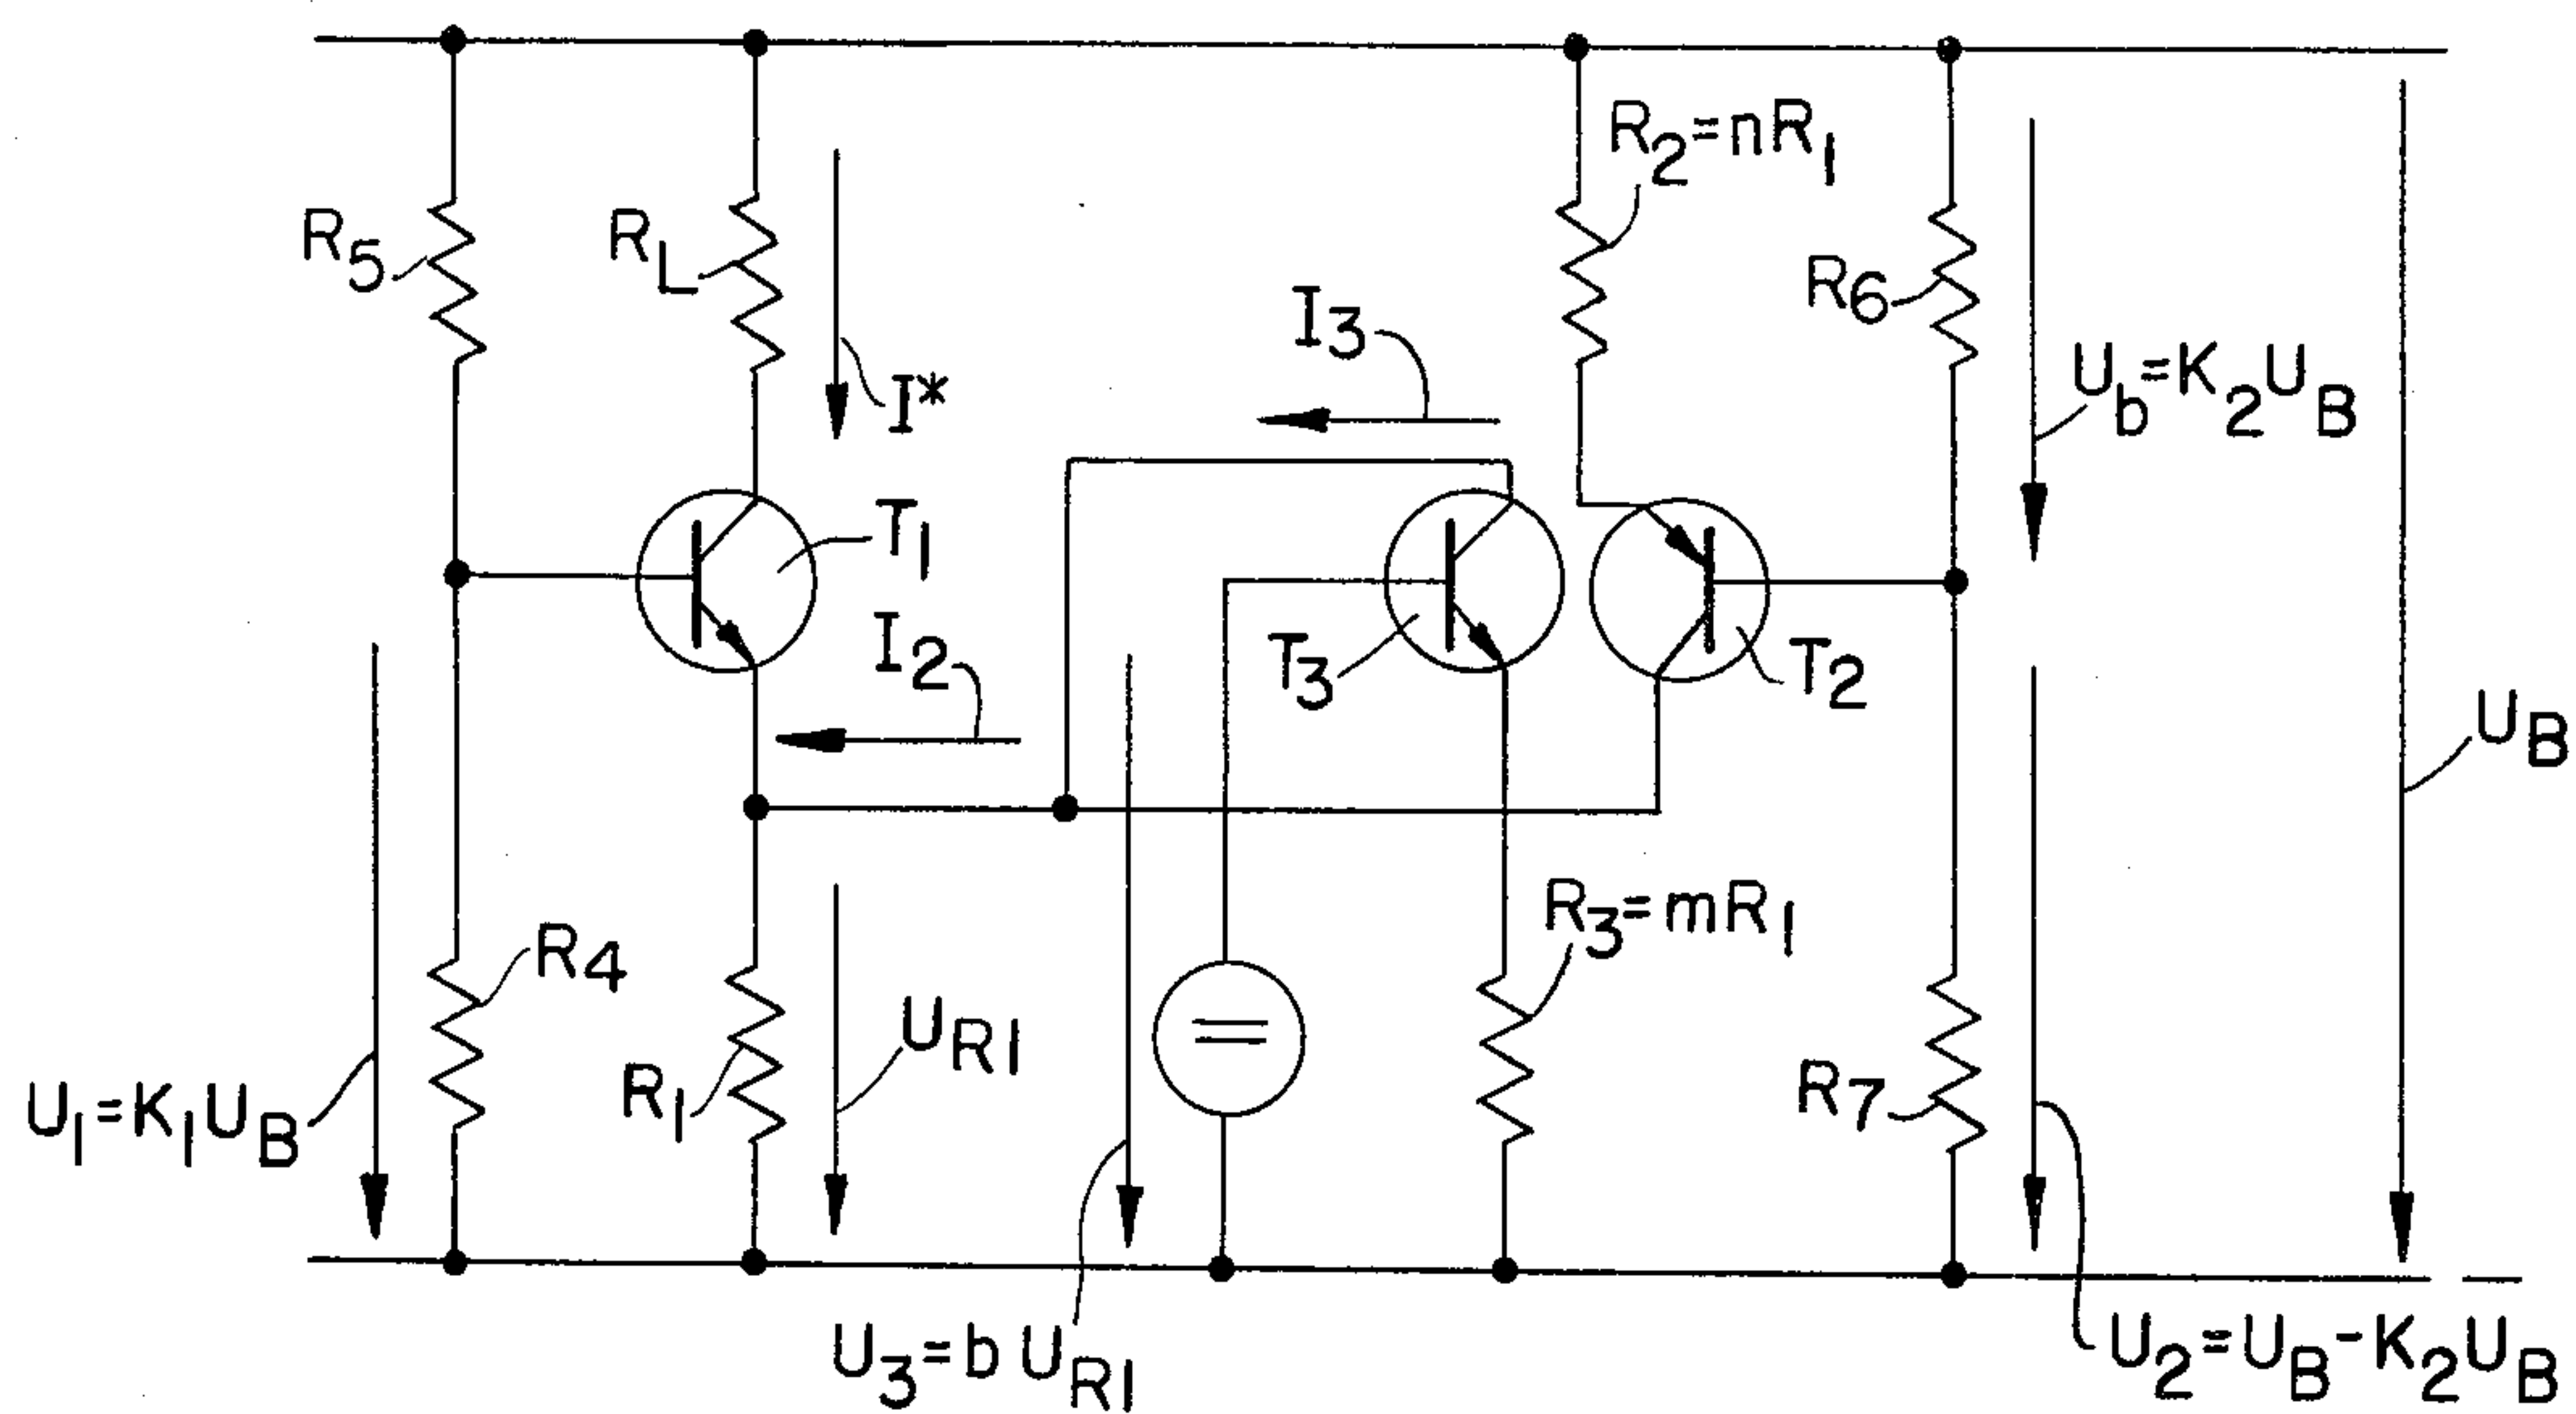 R2=nR1
R5
RL
R6
I3
Ub=K2UB
I*
T1
I2
T3
T2
UB
R3=mR1
R4
UR1
R1
R7
U1=K1UB
U3=b UR1
U2=UB-K2UB